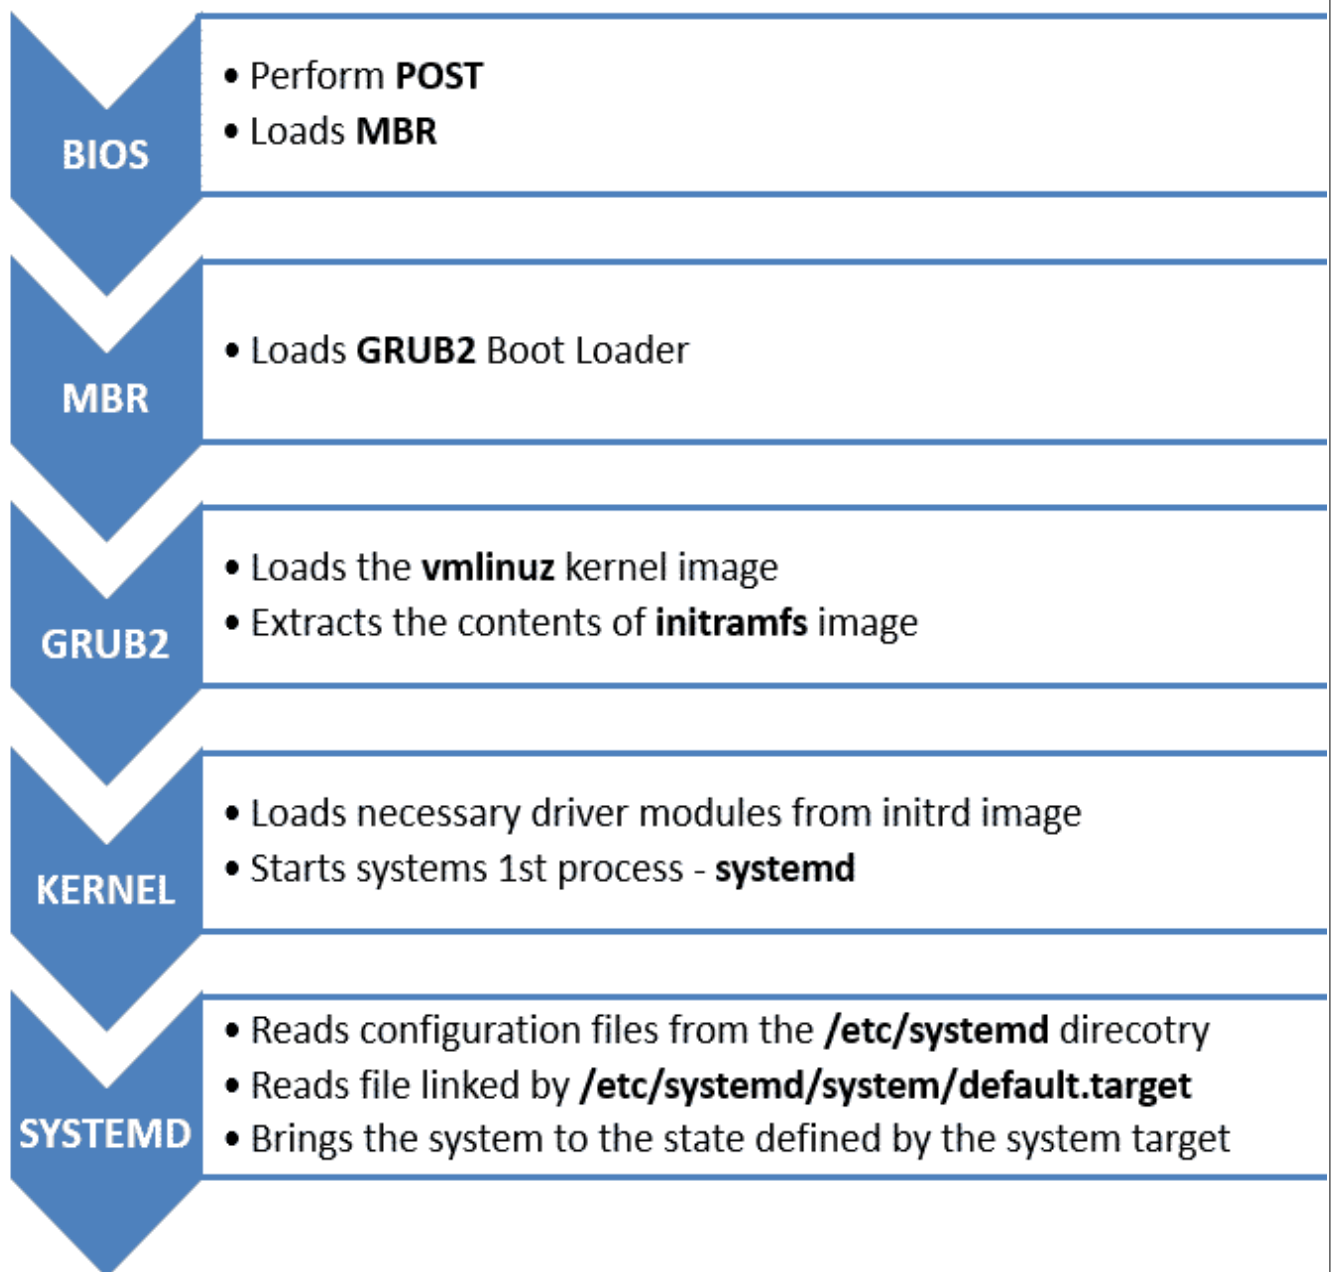 BIOS
• Perform POST
• Loads MBR
MBR
• Loads GRUB2 Boot Loader
GRUB2
• Loads the vmlinuz kernel image
• Extracts the contents of initramfs image
KERNEL
• Loads necessary driver modules from initrd image
• Starts systems 1st process - systemd
SYSTEMD
• Reads configuration files from the /etc/systemd direcotry
• Reads file linked by /etc/systemd/system/default.target
• Brings the system to the state defined by the system target